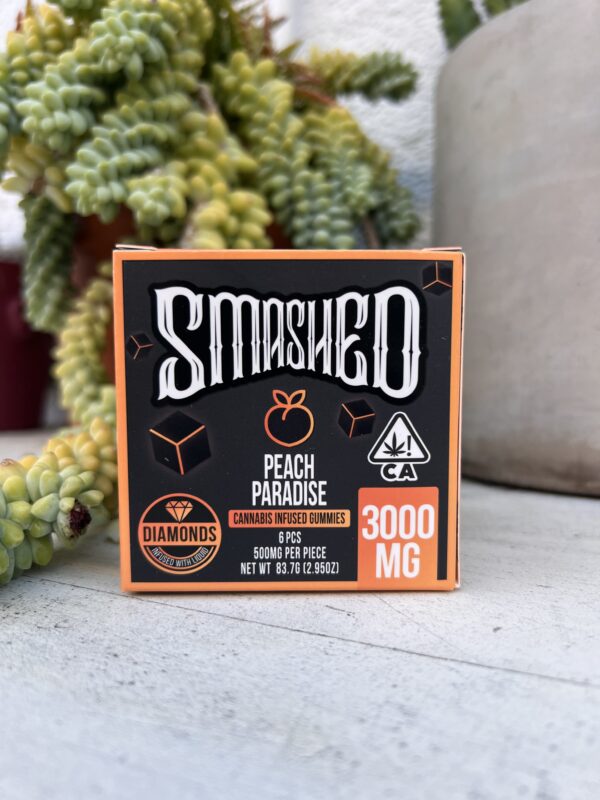 SMASHED
PEACH
PARADISE
CANNABIS INFUSED GUMMIES
6 PCS
500MG PER PIECE
NET WT 83.7G (2.95OZ)
DIAMONDS
INFUSED WITH LIQUID
!
CA
3000
MG